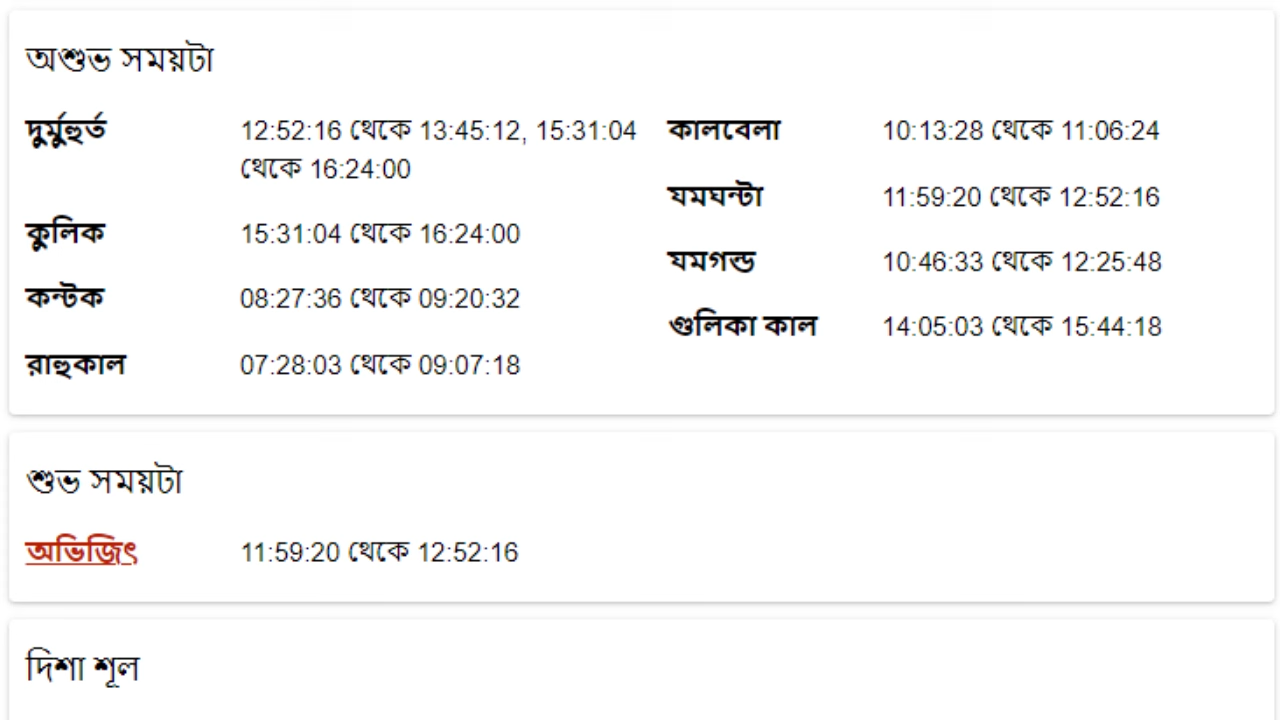 অশুভ সময়টা
দুর্মুহুর্ত 12:52:16 থেকে 13:45:12, 15:31:04
থেকে 16:24:00
কুলিক 15:31:04 থেকে 16:24:00
কন্টক 08:27:36 থেকে 09:20:32
রাহুকাল 07:28:03 থেকে 09:07:18
কালবেলা 10:13:28 থেকে 11:06:24
যমঘন্টা 11:59:20 থেকে 12:52:16
যমগন্ড 10:46:33 থেকে 12:25:48
গুলিকা কাল 14:05:03 থেকে 15:44:18
শুভ সময়টা
অভিজিৎ 11:59:20 থেকে 12:52:16
দিশা শূল